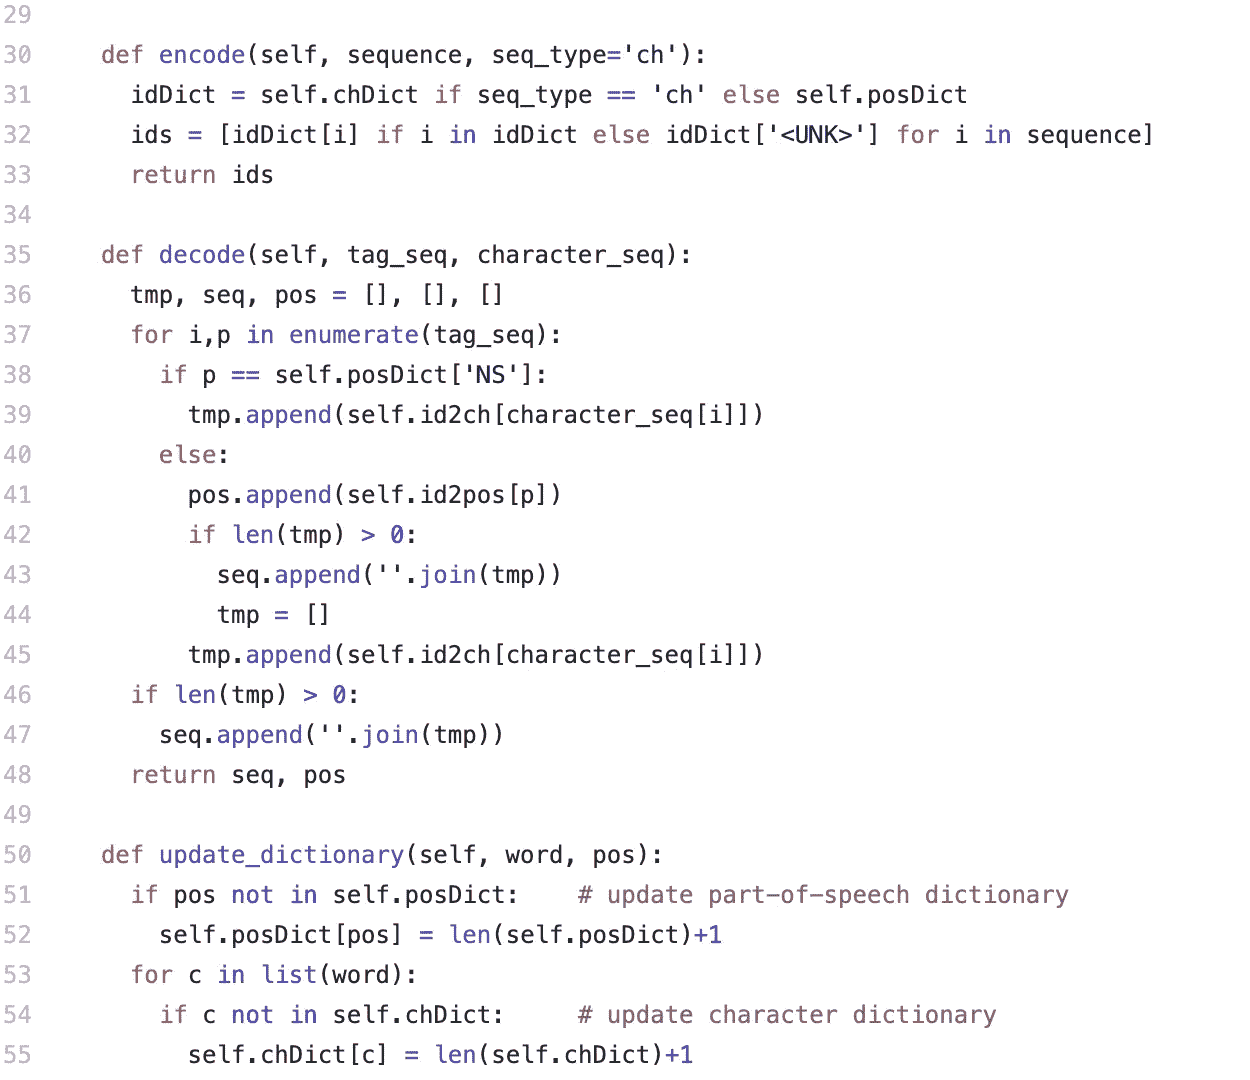 29
30     def encode(self, sequence, seq_type='ch'):
31       idDict = self.chDict if seq_type == 'ch' else self.posDict
32       ids = [idDict[i] if i in idDict else idDict['<UNK>'] for i in sequence]
33       return ids
34
35     def decode(self, tag_seq, character_seq):
36       tmp, seq, pos = [], [], []
37       for i,p in enumerate(tag_seq):
38         if p == self.posDict['NS']:
39           tmp.append(self.id2ch[character_seq[i]])
40         else:
41           pos.append(self.id2pos[p])
42           if len(tmp) > 0:
43             seq.append(''.join(tmp))
44             tmp = []
45           tmp.append(self.id2ch[character_seq[i]])
46       if len(tmp) > 0:
47         seq.append(''.join(tmp))
48       return seq, pos
49
50     def update_dictionary(self, word, pos):
51       if pos not in self.posDict:    # update part-of-speech dictionary
52         self.posDict[pos] = len(self.posDict)+1
53       for c in list(word):
54         if c not in self.chDict:     # update character dictionary
55           self.chDict[c] = len(self.chDict)+1